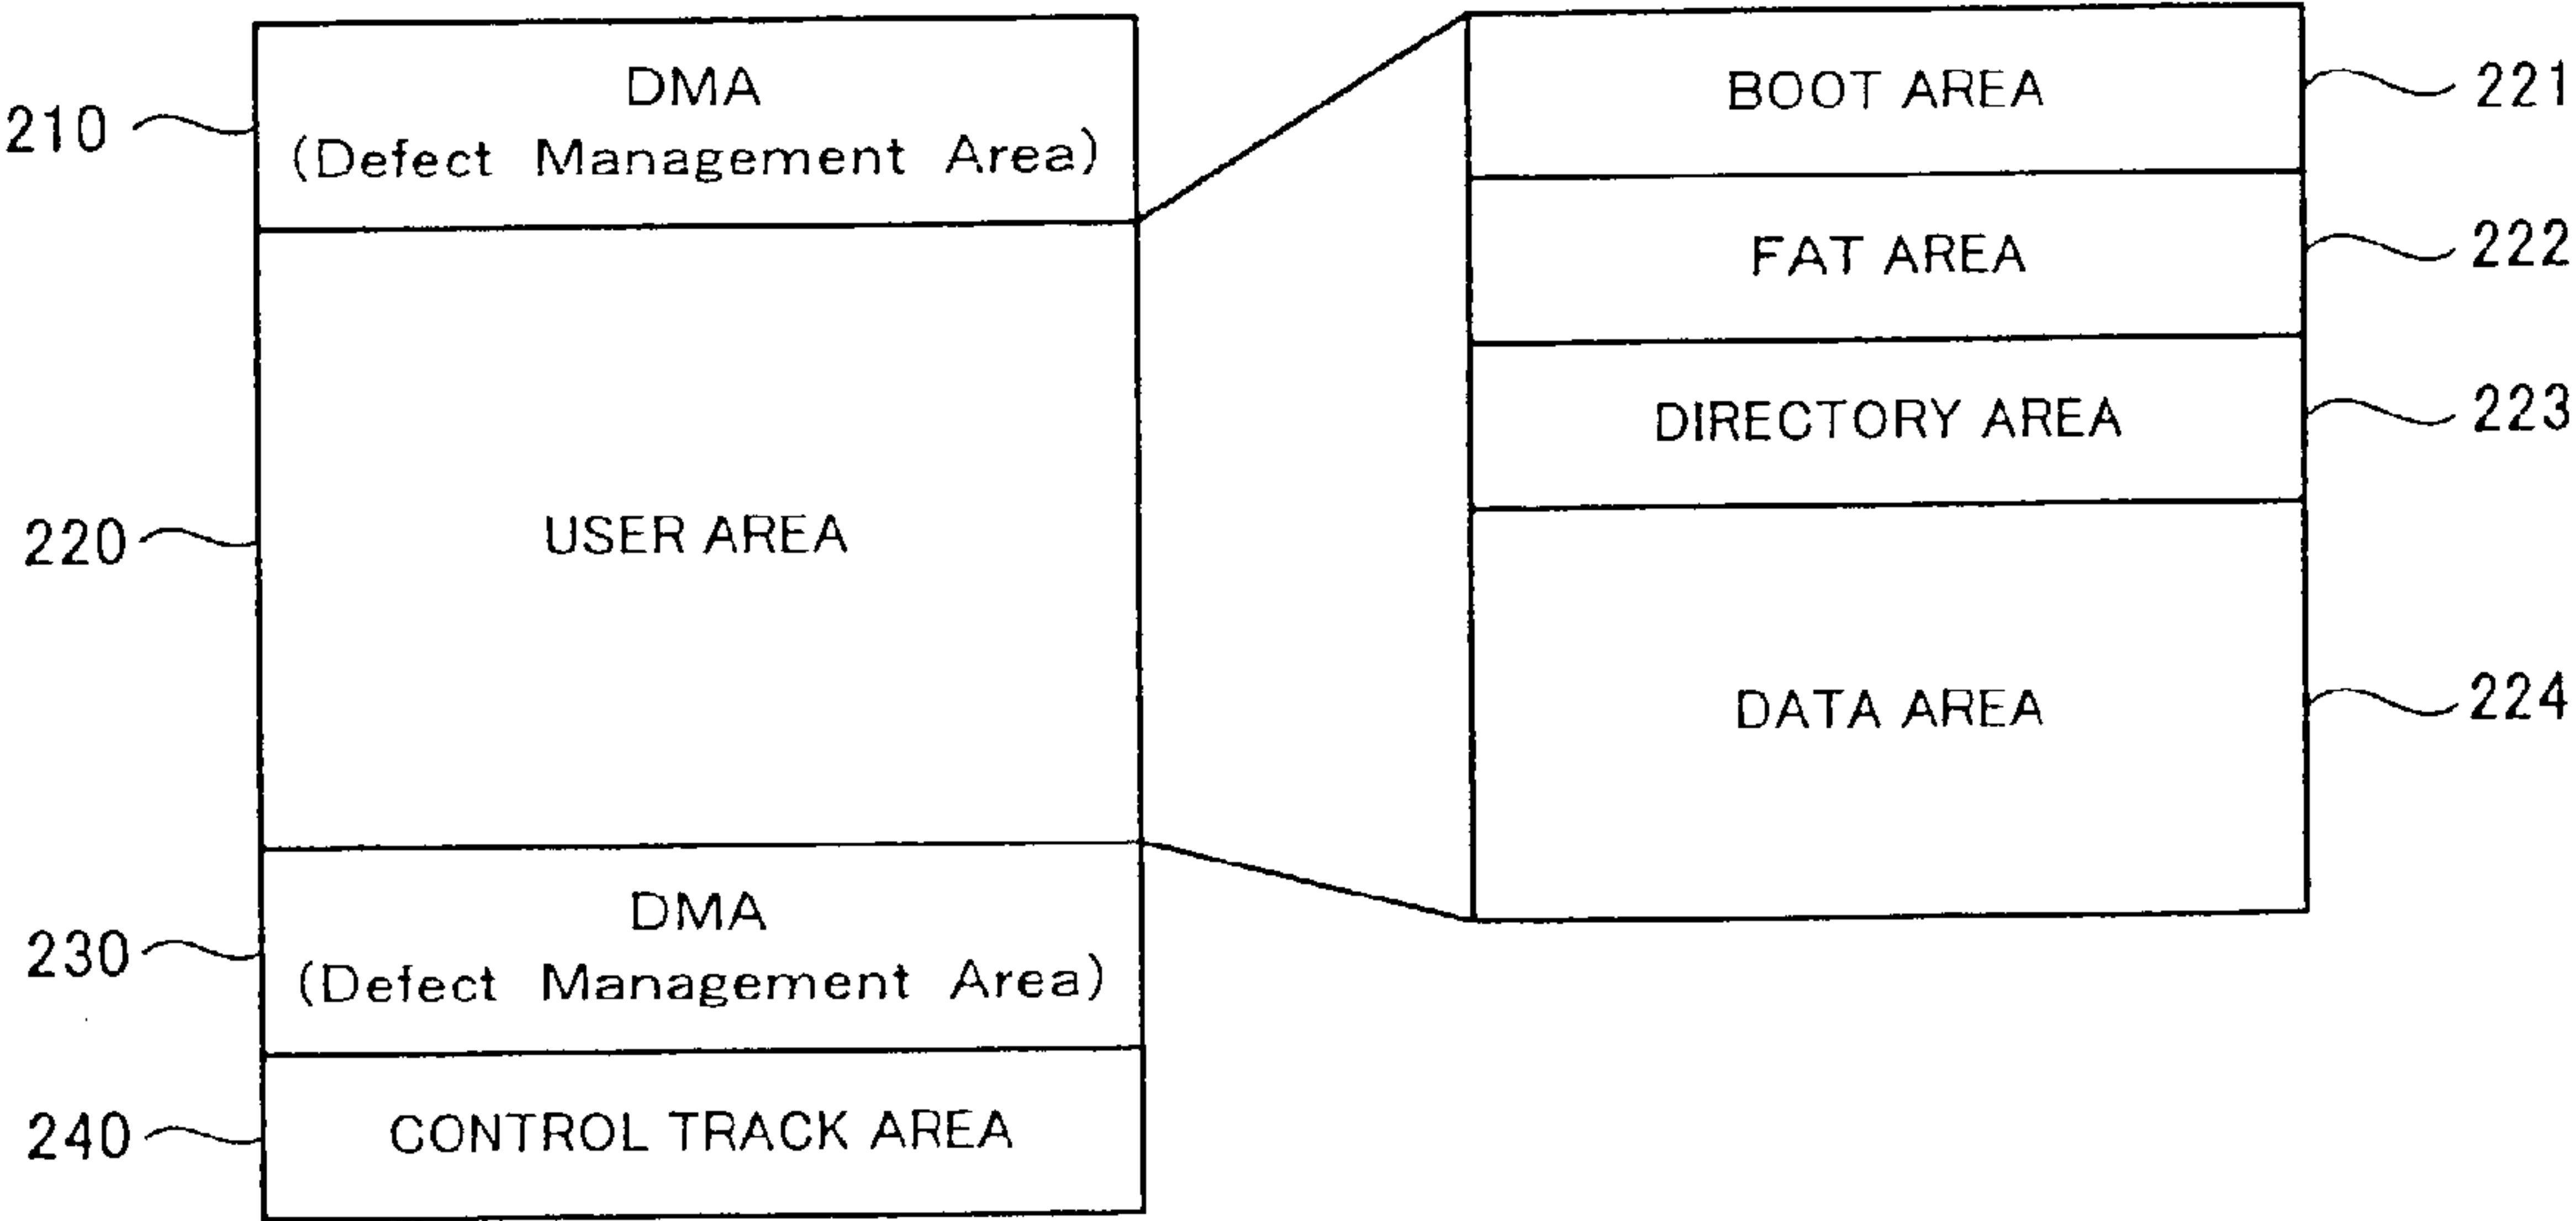 210
DMA
(Defect Management Area)
220
USER AREA
230
DMA
(Defect Management Area)
240
CONTROL TRACK AREA
BOOT AREA
221
FAT AREA
222
DIRECTORY AREA
223
DATA AREA
224